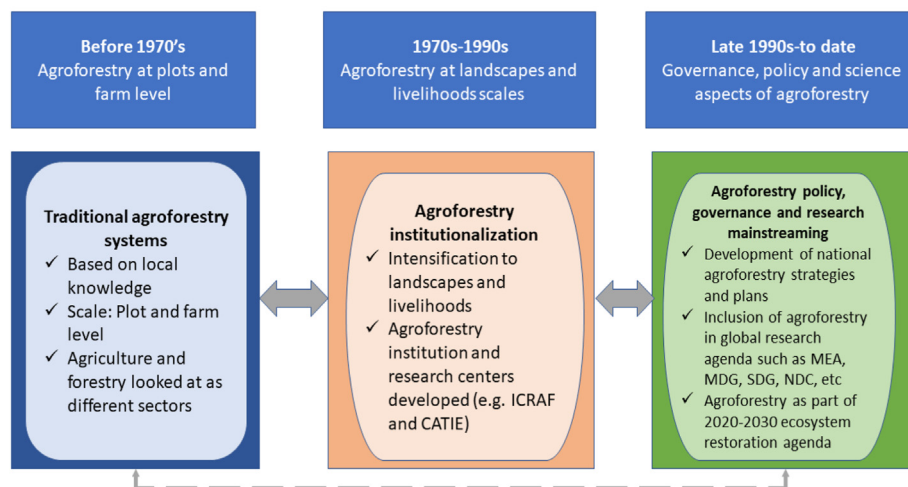 Before 1970's
Agroforestry at plots and
farm level
1970s-1990s
Agroforestry at landscapes and
livelihoods scales
Late 1990s-to date
Governance, policy and science
aspects of agroforestry
Traditional agroforestry
systems
✓ Based on local
knowledge
✓ Scale: Plot and farm
level
✓ Agriculture and
forestry looked at as
different sectors
Agroforestry
institutionalization
✓ Intensification to
landscapes and
livelihoods
✓ Agroforestry
institution and
research centers
developed (e.g. ICRAF
and CATIE)
Agroforestry policy,
governance and research
mainstreaming
✓ Development of national
agroforestry strategies
and plans
✓ Inclusion of agroforestry
in global research
agenda such as MEA,
MDG, SDG, NDC, etc
✓ Agroforestry as part of
2020-2030 ecosystem
restoration agenda